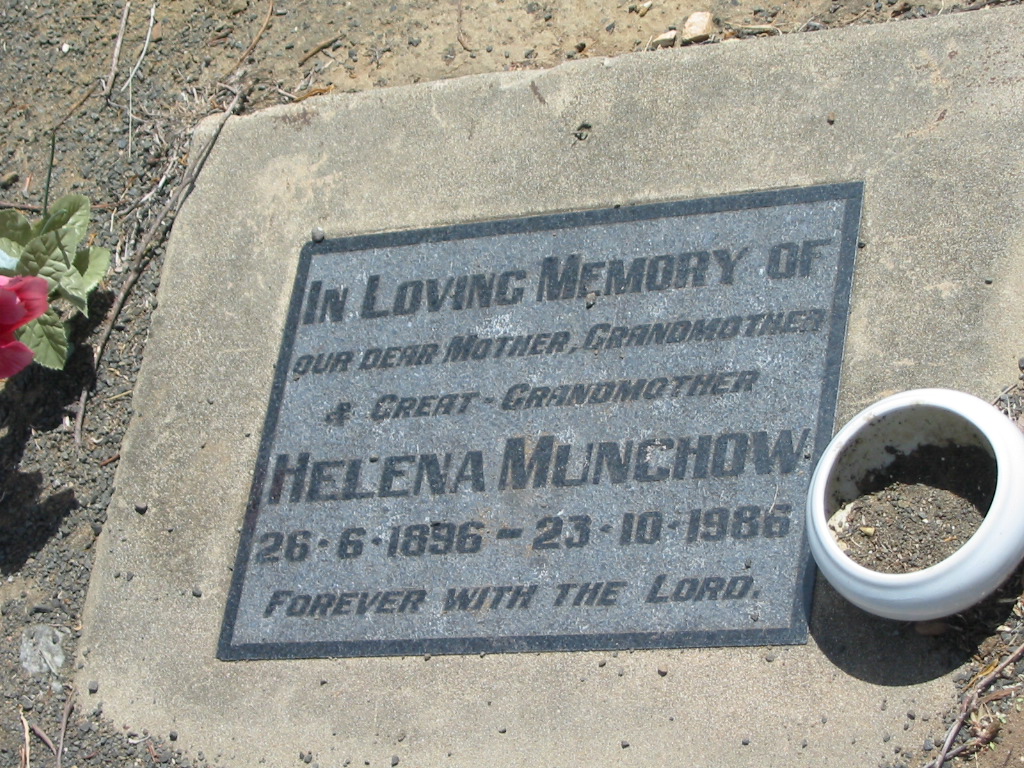 In Loving Memory of
our dear Mother, Grandmother
& Great-Grandmother
Helena Munchow
26·6·1896 - 23·10·1986
Forever with the Lord.